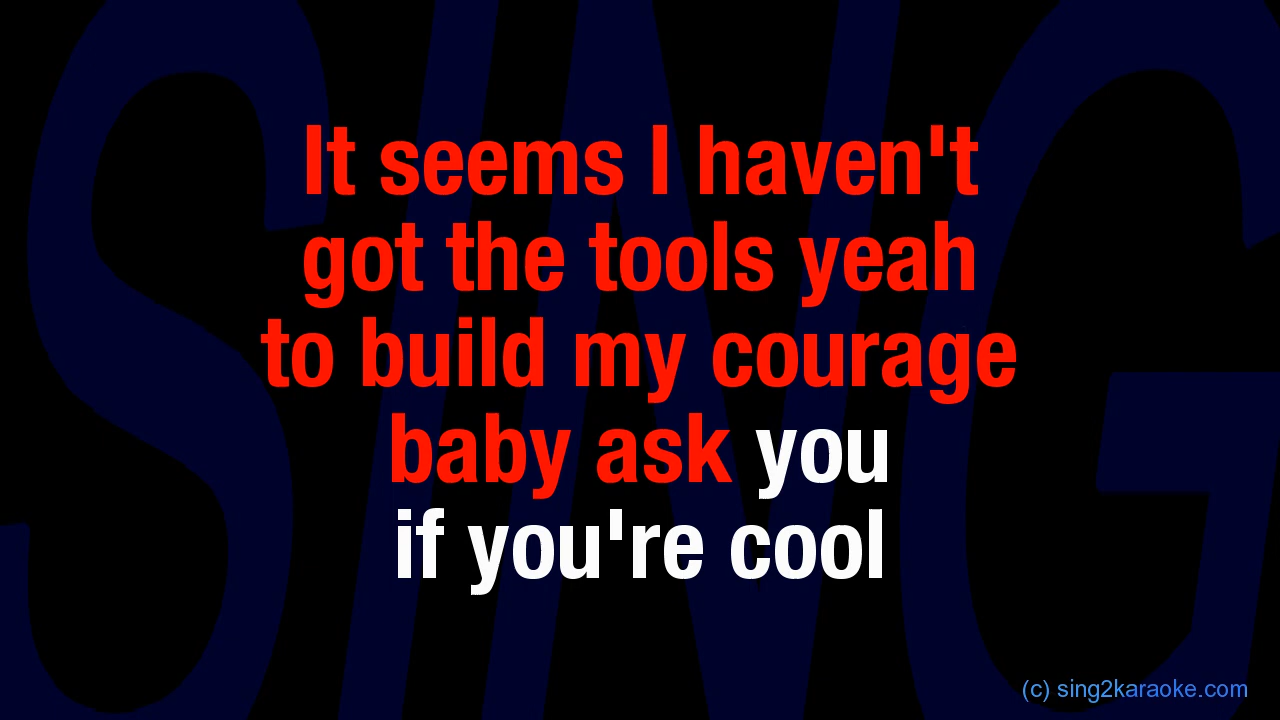 SING
It seems I haven't
got the tools yeah
to build my courage
baby ask you
if you're cool
(c) sing2karaoke.com